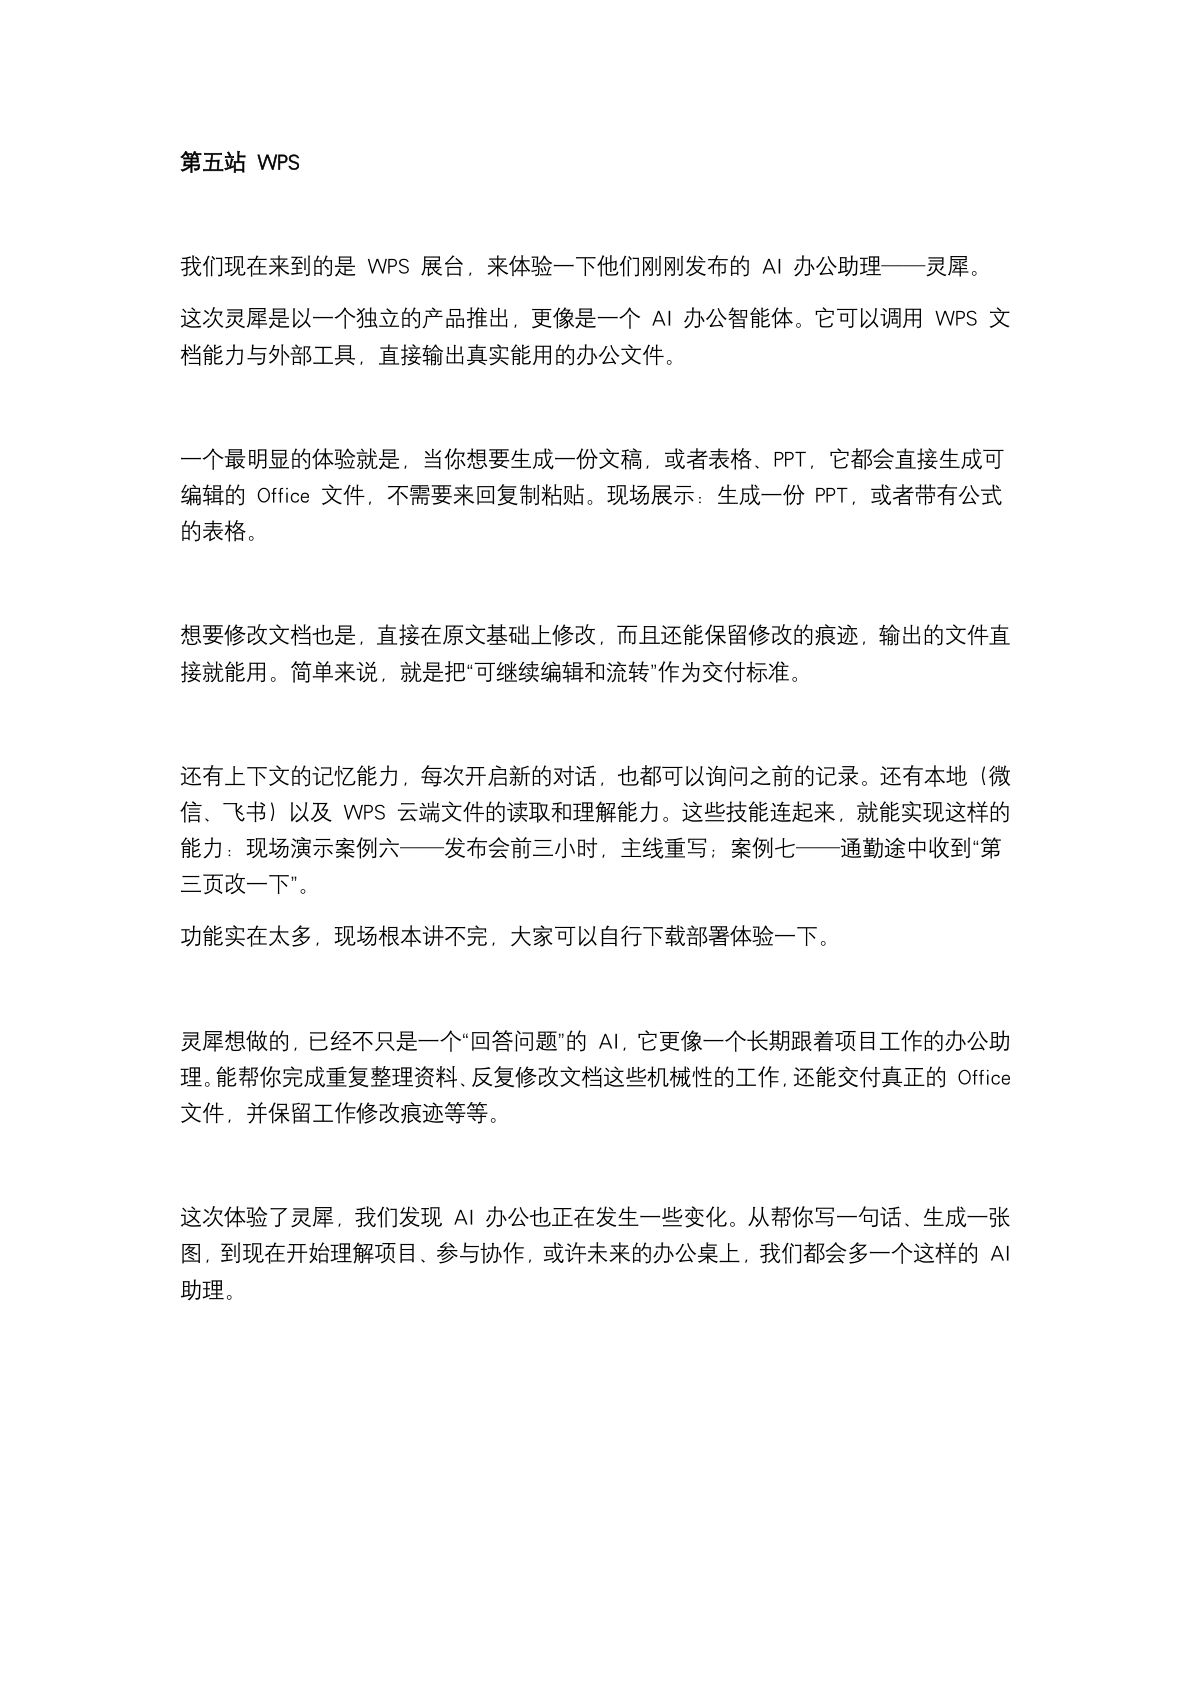 第五站 WPS
我们现在来到的是 WPS 展台，来体验一下他们刚刚发布的 AI 办公助理——灵犀。
这次灵犀是以一个独立的产品推出，更像是一个 AI 办公智能体。它可以调用 WPS 文
档能力与外部工具，直接输出真实能用的办公文件。
一个最明显的体验就是，当你想要生成一份文稿，或者表格、PPT，它都会直接生成可
编辑的 Office 文件，不需要来回复制粘贴。现场展示：生成一份 PPT，或者带有公式
的表格。
想要修改文档也是，直接在原文基础上修改，而且还能保留修改的痕迹，输出的文件直
接就能用。简单来说，就是把“可继续编辑和流转”作为交付标准。
还有上下文的记忆能力，每次开启新的对话，也都可以询问之前的记录。还有本地（微
信、飞书）以及 WPS 云端文件的读取和理解能力。这些技能连起来，就能实现这样的
能力：现场演示案例六——发布会前三小时，主线重写；案例七——通勤途中收到“第
三页改一下”。
功能实在太多，现场根本讲不完，大家可以自行下载部署体验一下。
灵犀想做的，已经不只是一个“回答问题”的 AI，它更像一个长期跟着项目工作的办公助
理。能帮你完成重复整理资料、反复修改文档这些机械性的工作，还能交付真正的 Office
文件，并保留工作修改痕迹等等。
这次体验了灵犀，我们发现 AI 办公也正在发生一些变化。从帮你写一句话、生成一张
图，到现在开始理解项目、参与协作，或许未来的办公桌上，我们都会多一个这样的 AI
助理。